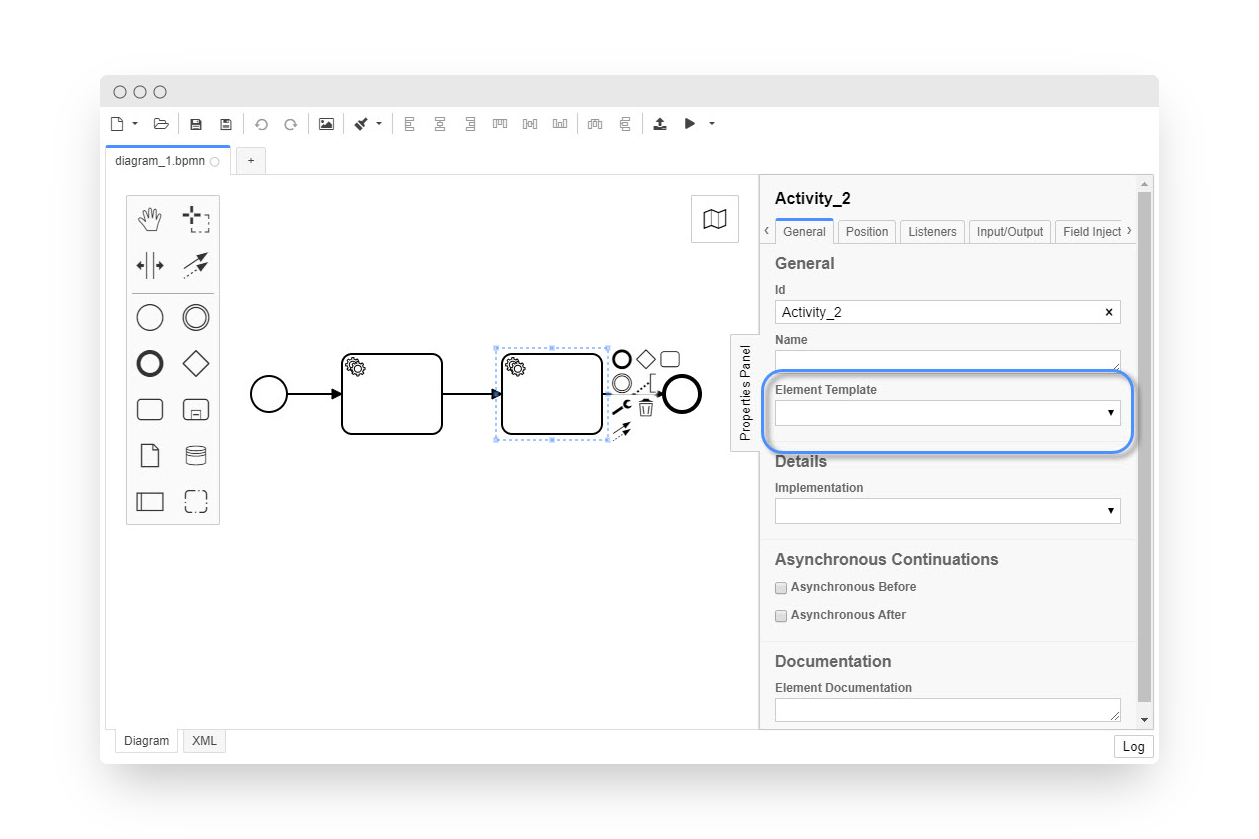 diagram_1.bpmn
+
Activity_2
General
Position
Listeners
Input/Output
Field Inject
General
Id
Activity_2
Name
Element Template
Properties Panel
Details
Implementation
Asynchronous Continuations
Asynchronous Before
Asynchronous After
Documentation
Element Documentation
Diagram
XML
Log